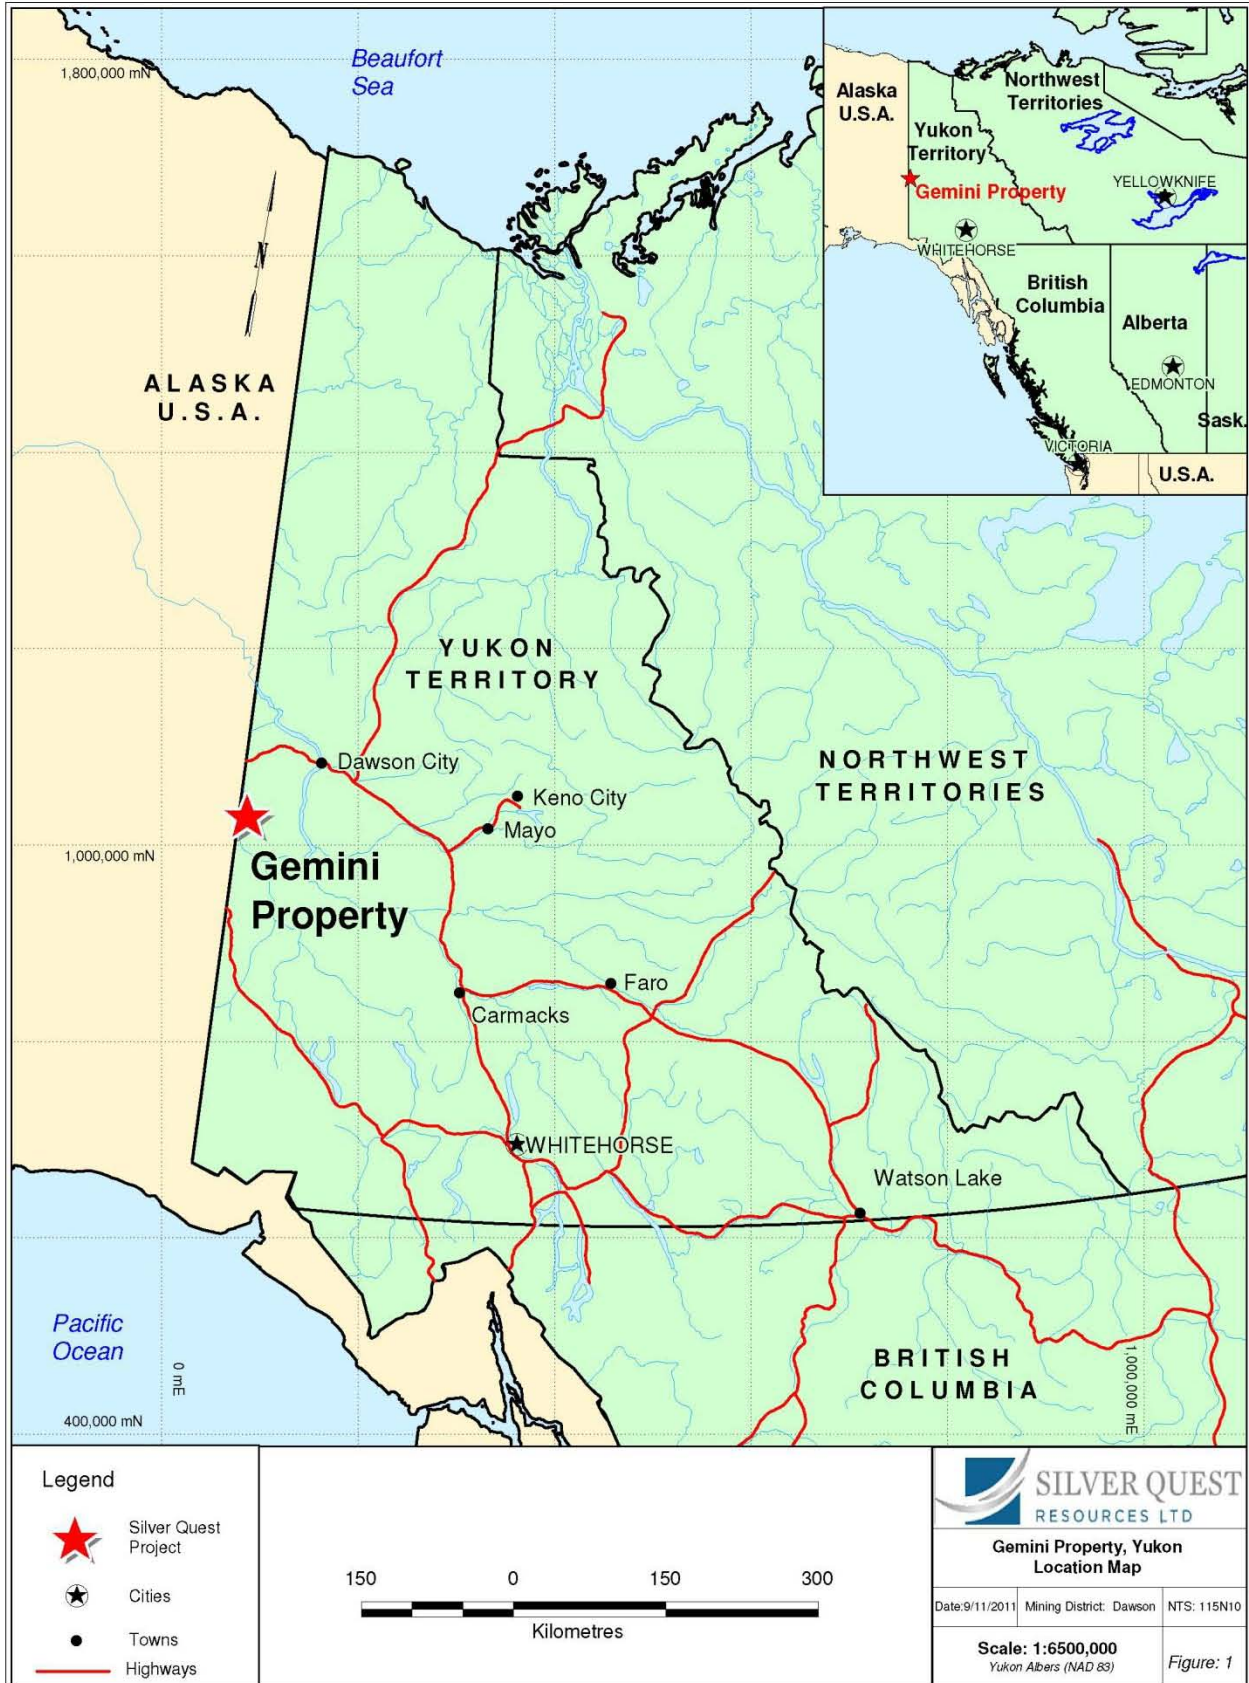 1,800,000 mN
Beaufort
Sea
N
ALASKA
U.S.A.
YUKON
TERRITORY
Dawson City
Keno City
Mayo
1,000,000 mN
Gemini
Property
NORTHWEST
TERRITORIES
Faro
Carmacks
WHITEHORSE
Watson Lake
Pacific
Ocean
0 mE
400,000 mN
BRITISH
COLUMBIA
1,000,000 mE
Alaska
U.S.A.
Northwest
Territories
Yukon
Territory
YELLOWKNIFE
Gemini Property
WHITEHORSE
British
Columbia
Alberta
EDMONTON
Sask.
VICTORIA
U.S.A.
Legend
Silver Quest
Project
Cities
Towns
Highways
150 0 150 300
Kilometres
SILVER QUEST
RESOURCES LTD
Gemini Property, Yukon
Location Map
Date:9/11/2011 Mining District: Dawson NTS: 115N10
Scale: 1:6500,000
Yukon Albers (NAD 83)
Figure: 1